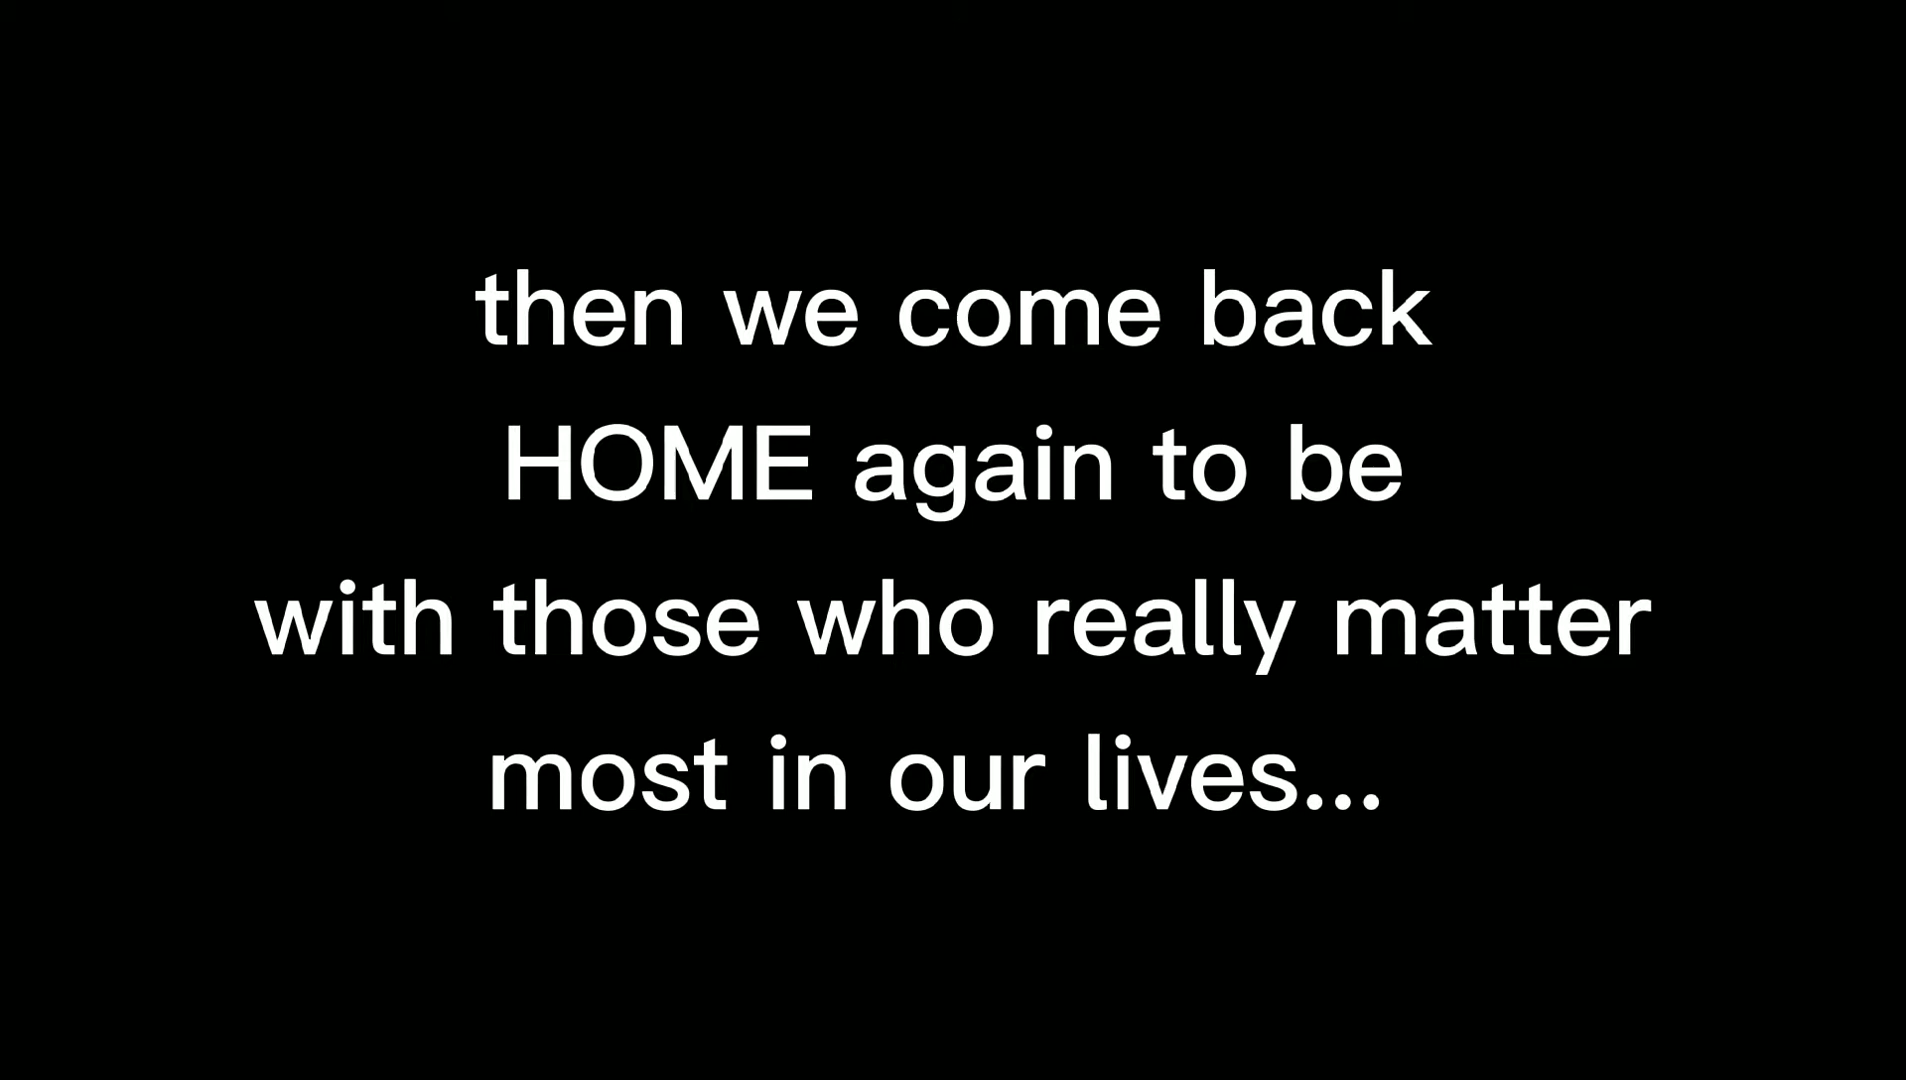 then we come back
HOME again to be
with those who really matter
most in our lives...